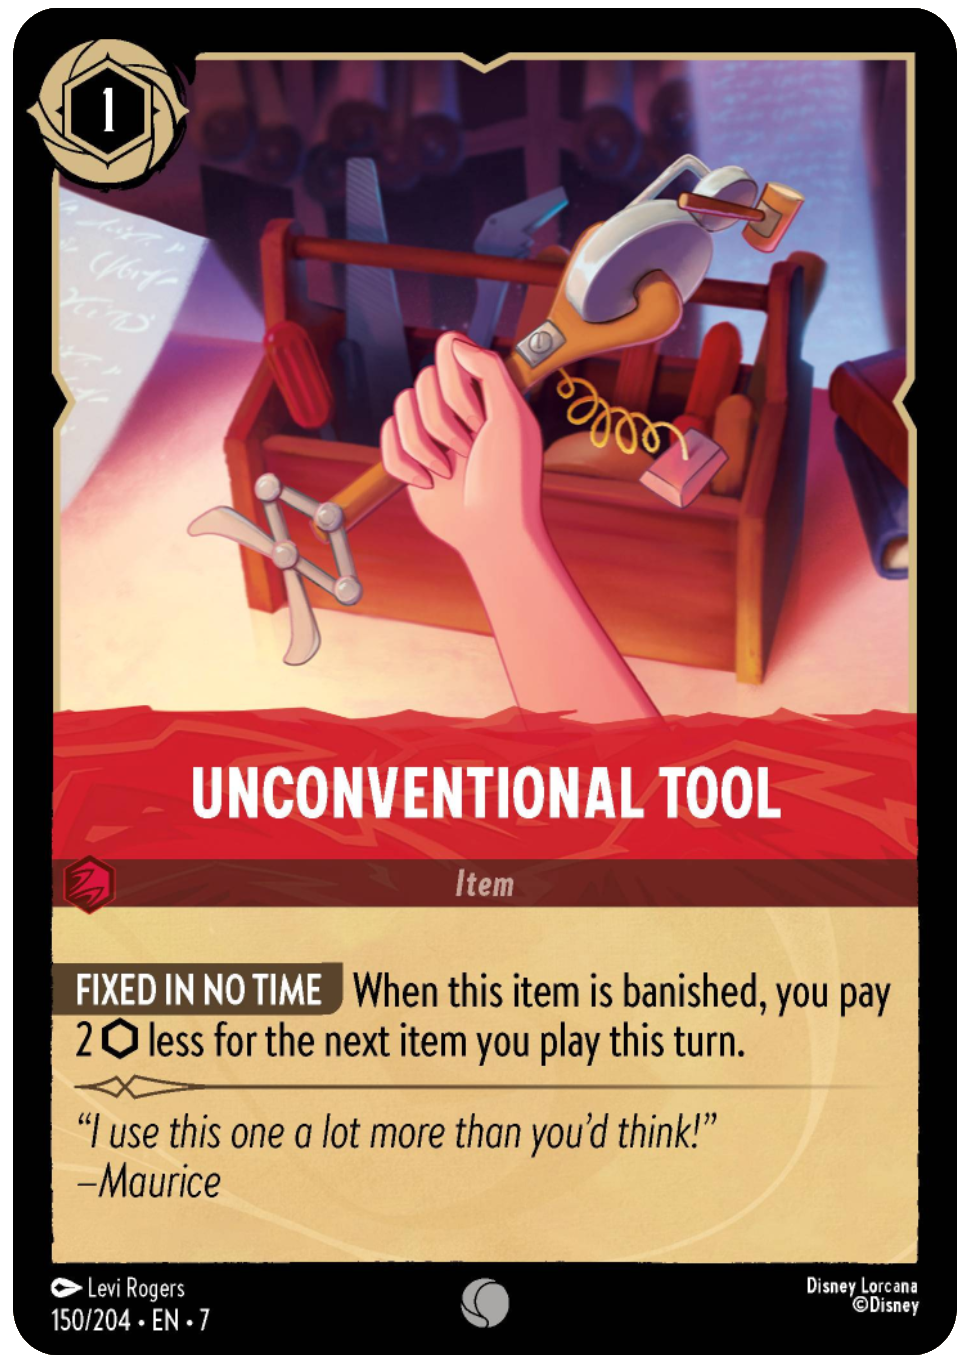 1
UNCONVENTIONAL TOOL
Item
FIXED IN NO TIME When this item is banished, you pay
2 ⬡ less for the next item you play this turn.
“I use this one a lot more than you’d think!”
–Maurice
Levi Rogers
150/204 • EN • 7
Disney Lorcana
©Disney